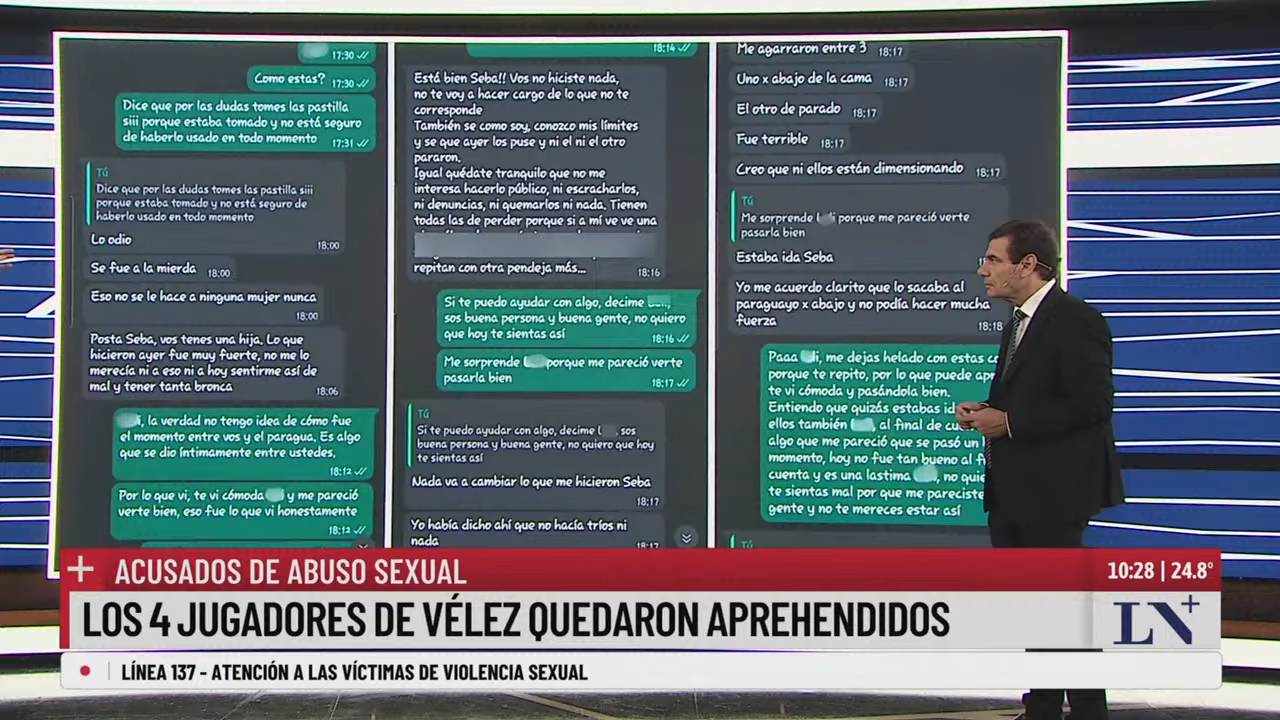 17:30
Como estas? 17:30
Dice que por las dudas tomes las pastilla
siii porque estaba tomado y no está seguro
de haberlo usado en todo momento 17:31
Tú
Dice que por las dudas tomes las pastilla siii
porque estaba tomado y no está seguro de
haberlo usado en todo momento
Lo odio
18:00
Se fue a la mierda 18:00
Eso no se le hace a ninguna mujer nunca
18:00
Posta Seba, vos tenes una hija. Lo que
hicieron ayer fue muy fuerte, no me lo
merecía ni a eso ni a hoy sentirme así de
mal y tener tanta bronca 18:06
i, la verdad no tengo idea de cómo fue
el momento entre vos y el paragua. Es algo
que se dio íntimamente entre ustedes.
18:12
Por lo que vi, te vi cómoda y me pareció
verte bien, eso fue lo que vi honestamente
18:12
18:14
Está bien Seba!! Vos no hiciste nada,
no te voy a hacer cargo de lo que no te
corresponde
También se como soy, conozco mis límites
y se que ayer los puse y ni el ni el otro
pararon.
Igual quédate tranquilo que no me
interesa hacerlo público, ni escracharlos,
ni denuncias, ni quemarlos ni nada. Tienen
todas las de perder porque si a mí ve ve una
repitan con otra pendeja más... 18:16
Si te puedo ayudar con algo, decime
sos buena persona y buena gente, no quiero
que hoy te sientas así 18:16
Me sorprende porque me pareció verte
pasarla bien 18:17
Tú
Si te puedo ayudar con algo, decime l , sos
buena persona y buena gente, no quiero que hoy
te sientas así
Nada va a cambiar lo que me hicieron Seba
18:17
Yo había dicho ahí que no hacía tríos ni
nada 18:17
Me agarraron entre 3 18:17
Uno x abajo de la cama 18:17
El otro de parado 18:17
Fue terrible 18:17
Creo que ni ellos están dimensionando 18:17
Tú
Me sorprende l li porque me pareció verte
pasarla bien
Estaba ida Seba
Yo me acuerdo clarito que lo sacaba al
paraguayo x abajo y no podía hacer mucha
fuerza 18:18
Paaa li, me dejas helado con estas c
porque te repito, por lo que puede apr
te vi cómoda y pasándola bien.
Entiendo que quizás estabas id
ellos también , al final de cu
algo que me pareció que se pasó un
momento, hoy no fue tan bueno al f
cuenta y es una lastima , no quie
te sientas mal por que me pareciste
gente y no te mereces estar así
Tú
ACUSADOS DE ABUSO SEXUAL
10:28 | 24.8°
LOS 4 JUGADORES DE VÉLEZ QUEDARON APREHENDIDOS
LN+
LÍNEA 137 - ATENCIÓN A LAS VÍCTIMAS DE VIOLENCIA SEXUAL